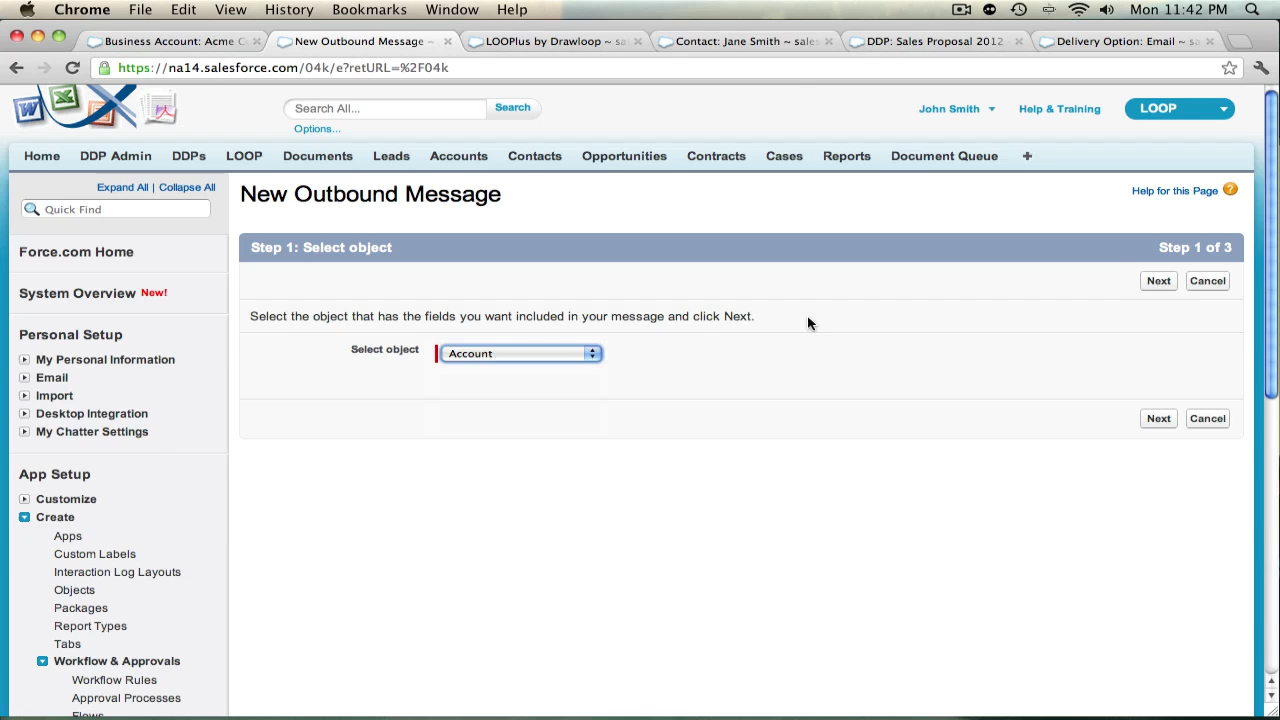 Chrome File Edit View History Bookmarks Window Help Mon 11:42 PM
Business Account: Acme C New Outbound Message ~ LOOPlus by Drawloop ~ sa Contact: Jane Smith ~ sales DDP: Sales Proposal 2012 Delivery Option: Email ~ sa
https://na14.salesforce.com/04k/e?retURL=%2F04k
Search All... Search
Options...
John Smith Help & Training LOOP
Home DDP Admin DDPs LOOP Documents Leads Accounts Contacts Opportunities Contracts Cases Reports Document Queue +
Expand All | Collapse All
Quick Find
Force.com Home
System Overview New!
Personal Setup
My Personal Information
Email
Import
Desktop Integration
My Chatter Settings
App Setup
Customize
Create
Apps
Custom Labels
Interaction Log Layouts
Objects
Packages
Report Types
Tabs
Workflow & Approvals
Workflow Rules
Approval Processes
Flows
New Outbound Message
Help for this Page ?
Step 1: Select object Step 1 of 3
Next Cancel
Select the object that has the fields you want included in your message and click Next.
Select object Account
Next Cancel